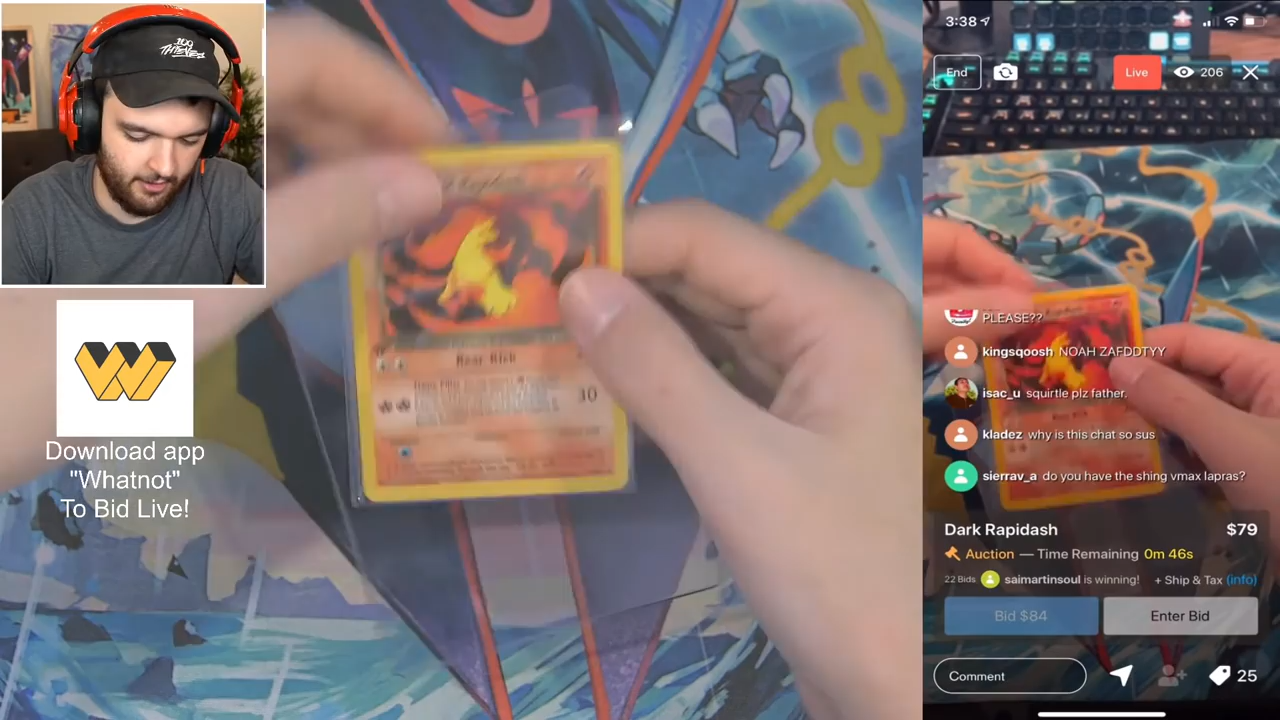 100
THIEVES
Download app
"Whatnot"
To Bid Live!
Rear Kick
30
3:38
End
Live
206
PLEASE??
kingsqoosh NOAH ZAFDDTYY
isac_u squirtle plz father.
kladez why is this chat so sus
sierrav_a do you have the shing vmax lapras?
Dark Rapidash
$79
Auction — Time Remaining 0m 46s
22 Bids saimartinsoul is winning! + Ship & Tax (info)
Bid $84
Enter Bid
Comment
25